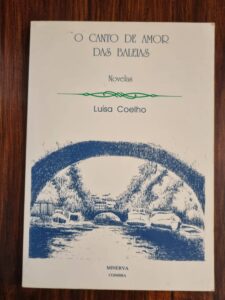 O CANTO DE AMOR
DAS BALEIAS
Novelas
Luísa Coelho
MINERVA
COIMBRA